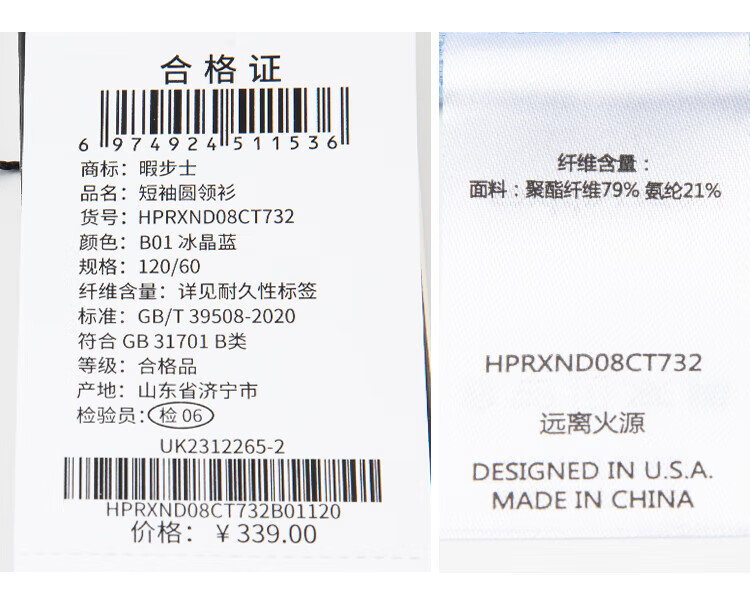 合格证
6 974924 511536
商标：暇步士
品名：短袖圆领衫
货号：HPRXND08CT732
颜色：B01 冰晶蓝
规格：120/60
纤维含量：详见耐久性标签
标准：GB/T 39508-2020
符合 GB 31701 B类
等级：合格品
产地：山东省济宁市
检验员：检 06
UK2312265-2
HPRXND08CT732B01120
价格：￥339.00
纤维含量：
面料：聚酯纤维79% 氨纶21%
HPRXND08CT732
远离火源
DESIGNED IN U.S.A.
MADE IN CHINA